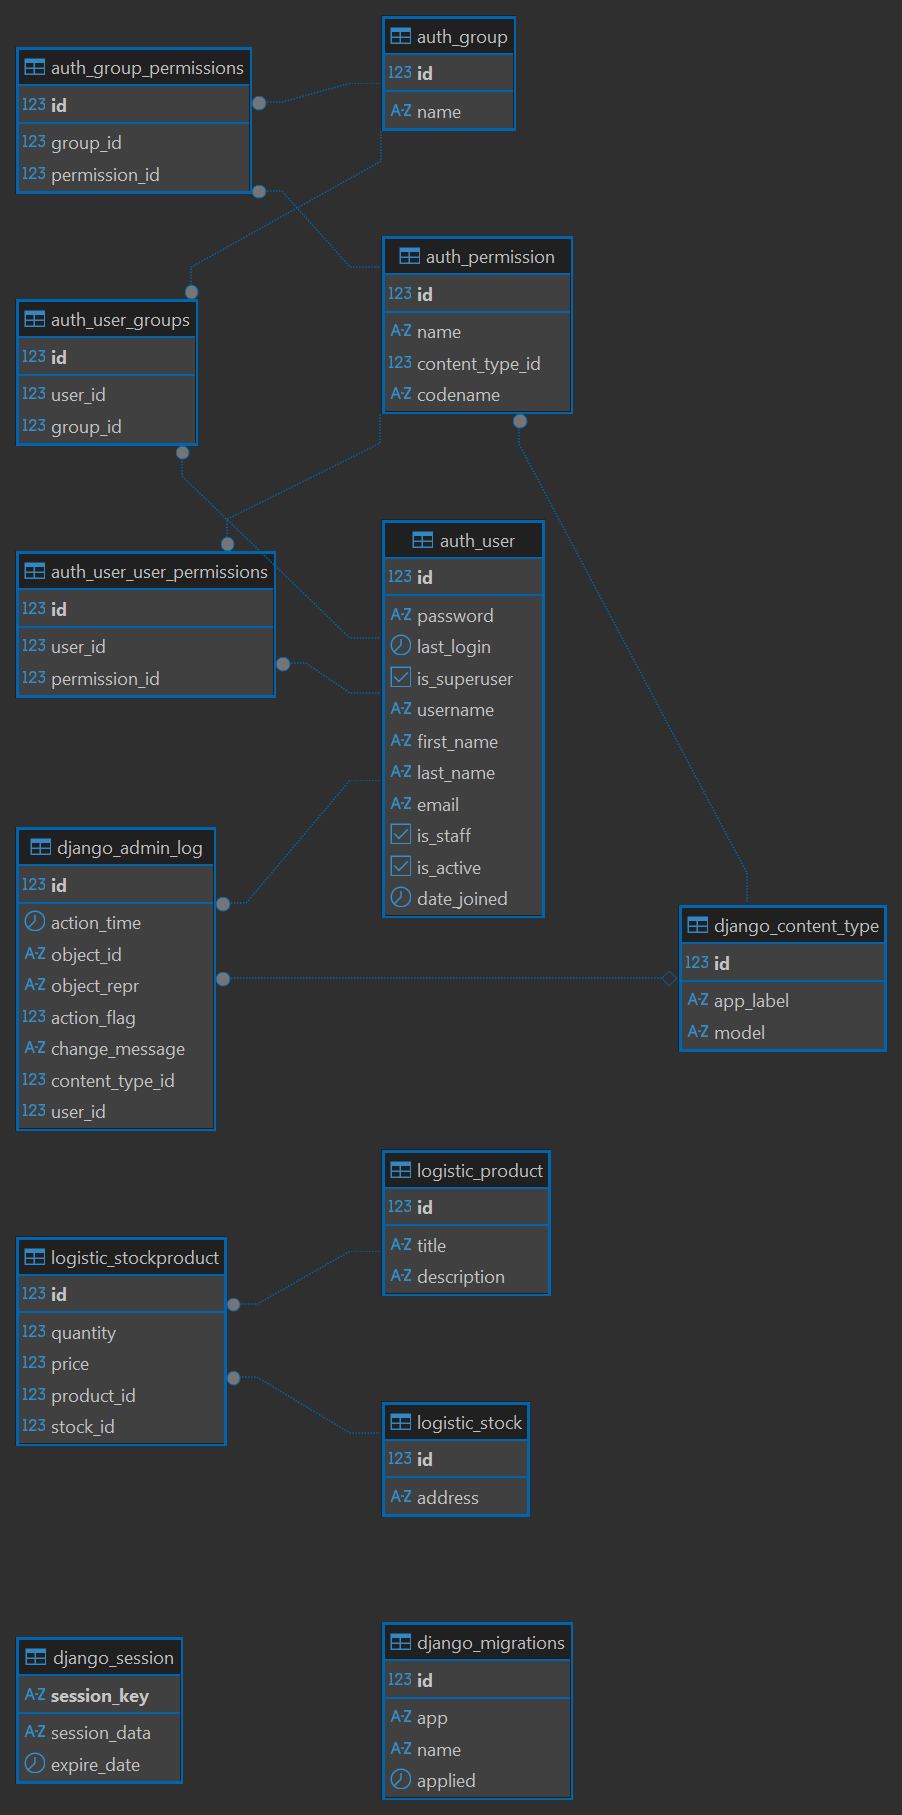 auth_group
123 id
A-Z name
auth_group_permissions
123 id
123 group_id
123 permission_id
auth_permission
123 id
A-Z name
123 content_type_id
A-Z codename
auth_user_groups
123 id
123 user_id
123 group_id
auth_user
123 id
A-Z password
last_login
is_superuser
A-Z username
A-Z first_name
A-Z last_name
A-Z email
is_staff
is_active
date_joined
auth_user_user_permissions
123 id
123 user_id
123 permission_id
django_admin_log
123 id
action_time
A-Z object_id
A-Z object_repr
123 action_flag
A-Z change_message
123 content_type_id
123 user_id
django_content_type
123 id
A-Z app_label
A-Z model
logistic_product
123 id
A-Z title
A-Z description
logistic_stockproduct
123 id
123 quantity
123 price
123 product_id
123 stock_id
logistic_stock
123 id
A-Z address
django_session
A-Z session_key
A-Z session_data
expire_date
django_migrations
123 id
A-Z app
A-Z name
applied